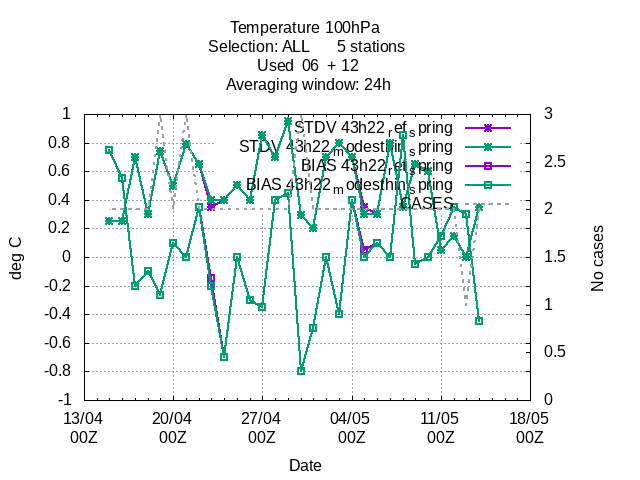 Temperature 100hPa
Selection: ALL 5 stations
Used 06 + 12
Averaging window: 24h
STDV 43h22_ref_spring
STDV 43h22_modesthin_spring
BIAS 43h22_ref_spring
BIAS 43h22_modesthin_spring
CASES
1
0.8
0.6
0.4
0.2
0
-0.2
-0.4
-0.6
-0.8
-1
3
2.5
2
1.5
1
0.5
0
deg C
No cases
13/04 20/04 27/04 04/05 11/05 18/05
00Z 00Z 00Z 00Z 00Z 00Z
Date